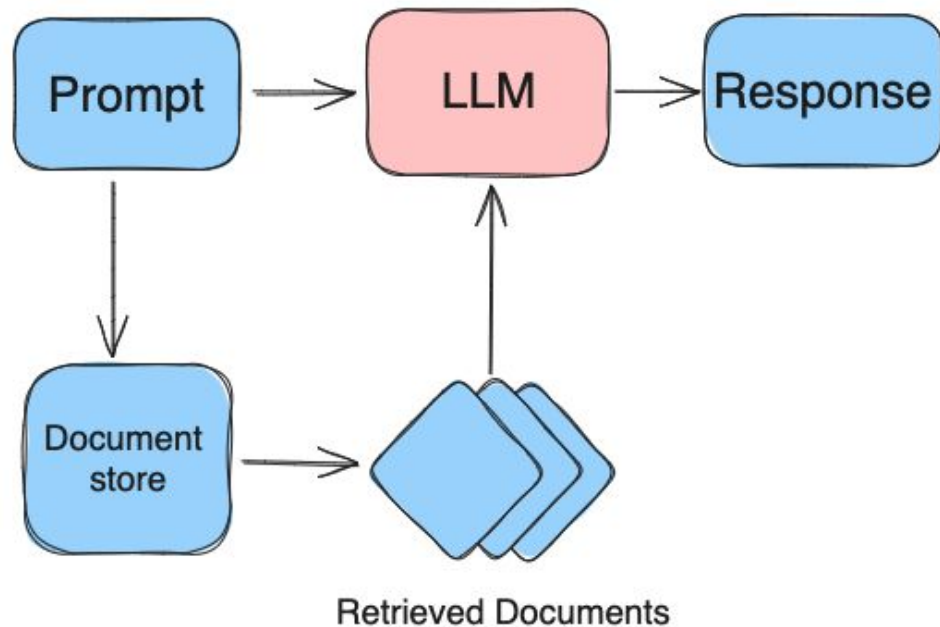 Prompt
LLM
Response
Document
store
Retrieved Documents